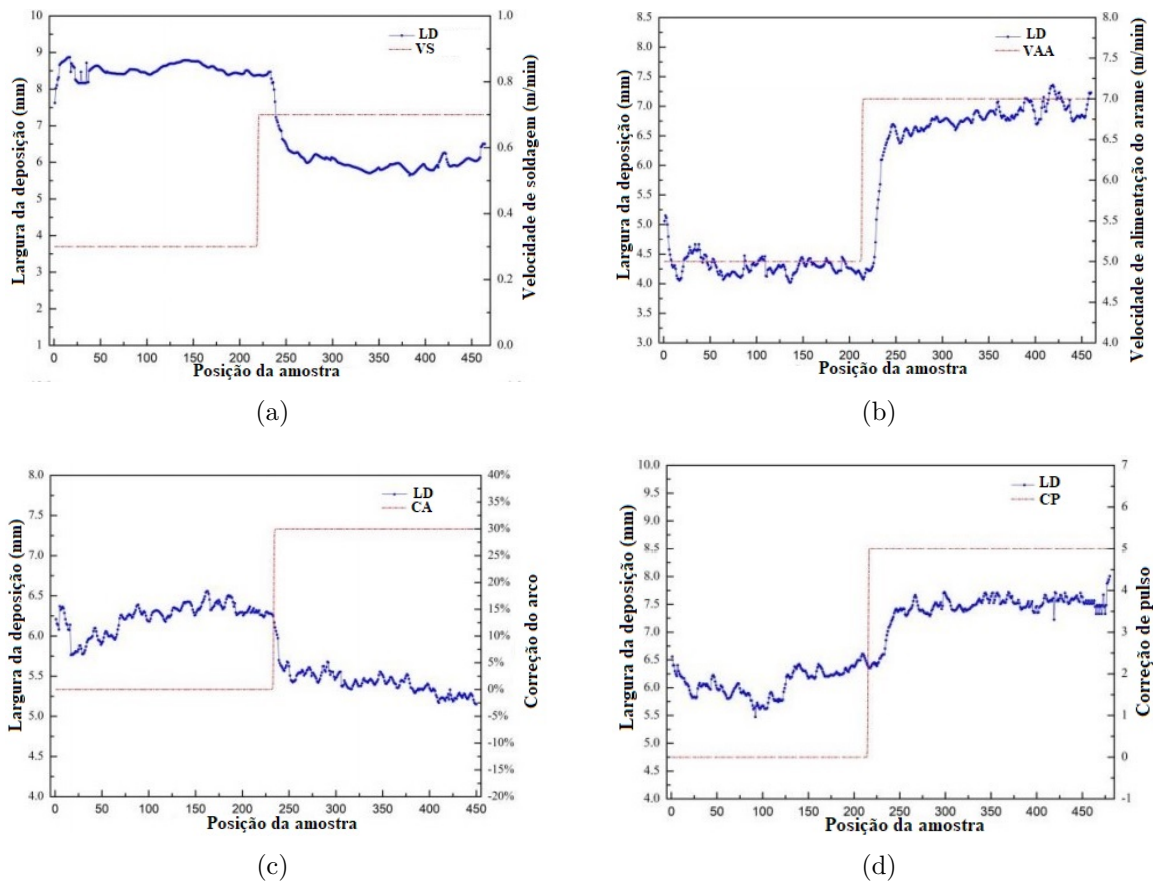 10
9
8
7
6
5
4
3
2
1
Largura da deposição (mm)
LD
VS
1.0
0.8
0.6
0.4
0.2
0.0
Velocidade de soldagem (m/min)
0 50 100 150 200 250 300 350 400 450
Posição da amostra
(a)
8.5
8.0
7.5
7.0
6.5
6.0
5.5
5.0
4.5
4.0
3.5
3.0
Largura da deposição (mm)
LD
VAA
8.0
7.5
7.0
6.5
6.0
5.5
5.0
4.5
4.0
Velocidade de alimentação do arame (m/min)
0 50 100 150 200 250 300 350 400 450
Posição da amostra
(b)
8.0
7.5
7.0
6.5
6.0
5.5
5.0
4.5
4.0
Largura da deposição (mm)
LD
CA
40%
35%
30%
25%
20%
15%
10%
5%
0%
-5%
-10%
-15%
-20%
Correção do arco
0 50 100 150 200 250 300 350 400 450
Posição da amostra
(c)
10.0
9.5
9.0
8.5
8.0
7.5
7.0
6.5
6.0
5.5
5.0
4.5
4.0
Largura da deposição (mm)
LD
CP
7
6
5
4
3
2
1
0
-1
Correção de pulso
0 50 100 150 200 250 300 350 400 450
Posição da amostra
(d)